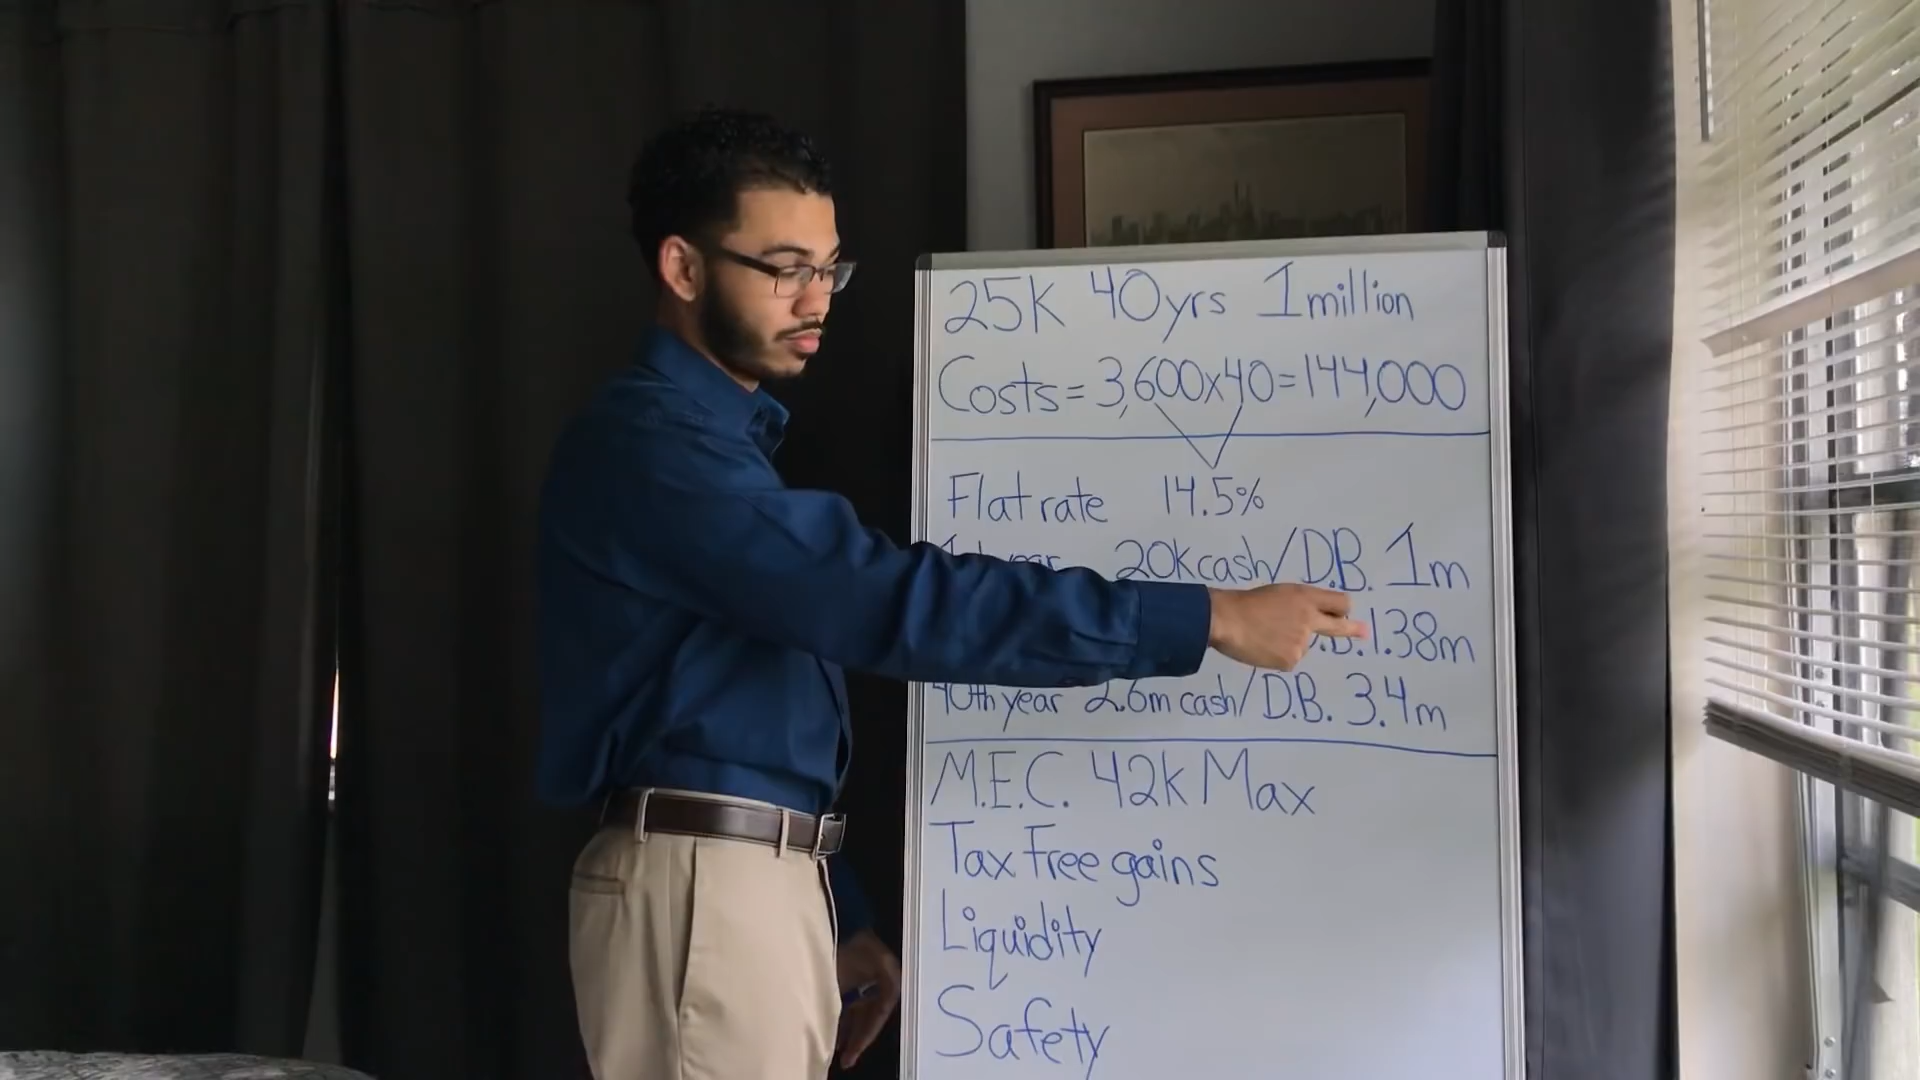 25K 40yrs 1million
Costs = 3,600x40=144,000
Flat rate 14.5%
20k cash/D.B. 1m
1.38m
40th year 2.6m cash/D.B. 3.4m
M.E.C. 42k Max
Tax free gains
Liquidity
Safety